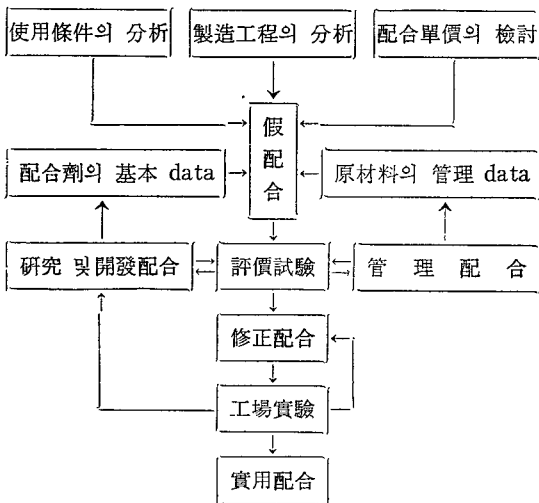 使用條件의 分析
製造工程의 分析
配合單價의 檢討
假
配
合
配合劑의 基本 data
原材料의 管理 data
硏究 및 開發配合
評價試驗
管 理 配 合
修正配合
工場實驗
實用配合